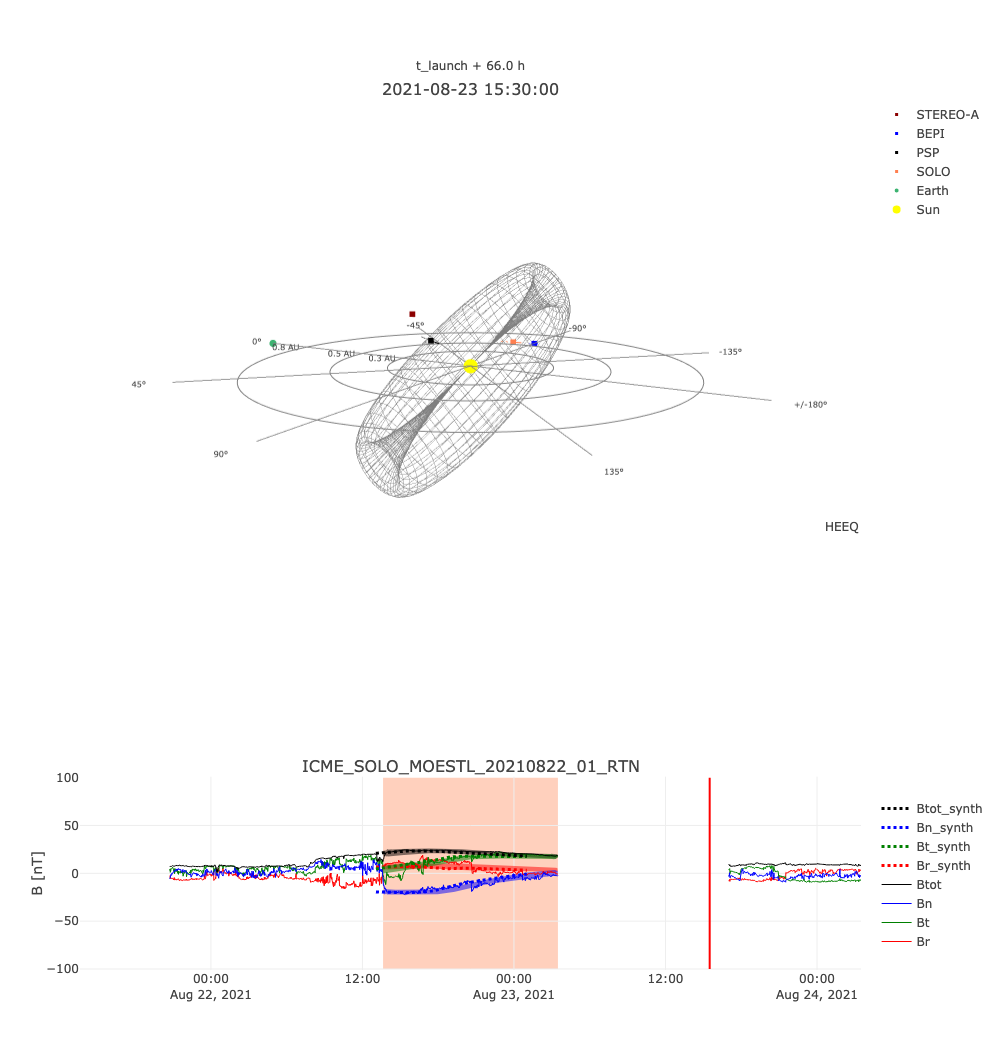 t_launch + 66.0 h
2021-08-23 15:30:00
STEREO-A
BEPI
PSP
SOLO
Earth
Sun
-45°
-90°
0°
0.8 AU
0.5 AU
0.3 AU
-135°
45°
+/-180°
90°
135°
HEEQ
ICME_SOLO_MOESTL_20210822_01_RTN
100
50
0
−50
−100
B [nT]
00:00
Aug 22, 2021
12:00
00:00
Aug 23, 2021
12:00
00:00
Aug 24, 2021
Btot_synth
Bn_synth
Bt_synth
Br_synth
Btot
Bn
Bt
Br